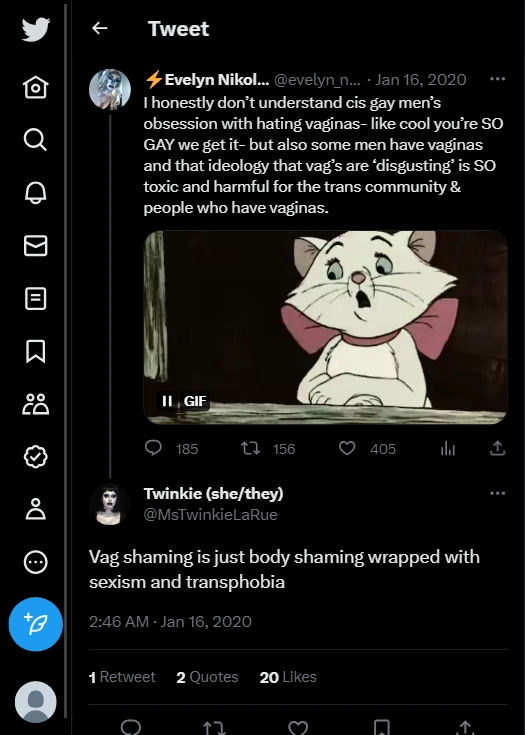 Tweet
⚡Evelyn Nikol... @evelyn_n... · Jan 16, 2020
I honestly don't understand cis gay men's
obsession with hating vaginas- like cool you're SO
GAY we get it- but also some men have vaginas
and that ideology that vag's are 'disgusting' is SO
toxic and harmful for the trans community &
people who have vaginas.
GIF
185 156 405
Twinkie (she/they)
@MsTwinkieLaRue
Vag shaming is just body shaming wrapped with
sexism and transphobia
2:46 AM · Jan 16, 2020
1 Retweet 2 Quotes 20 Likes